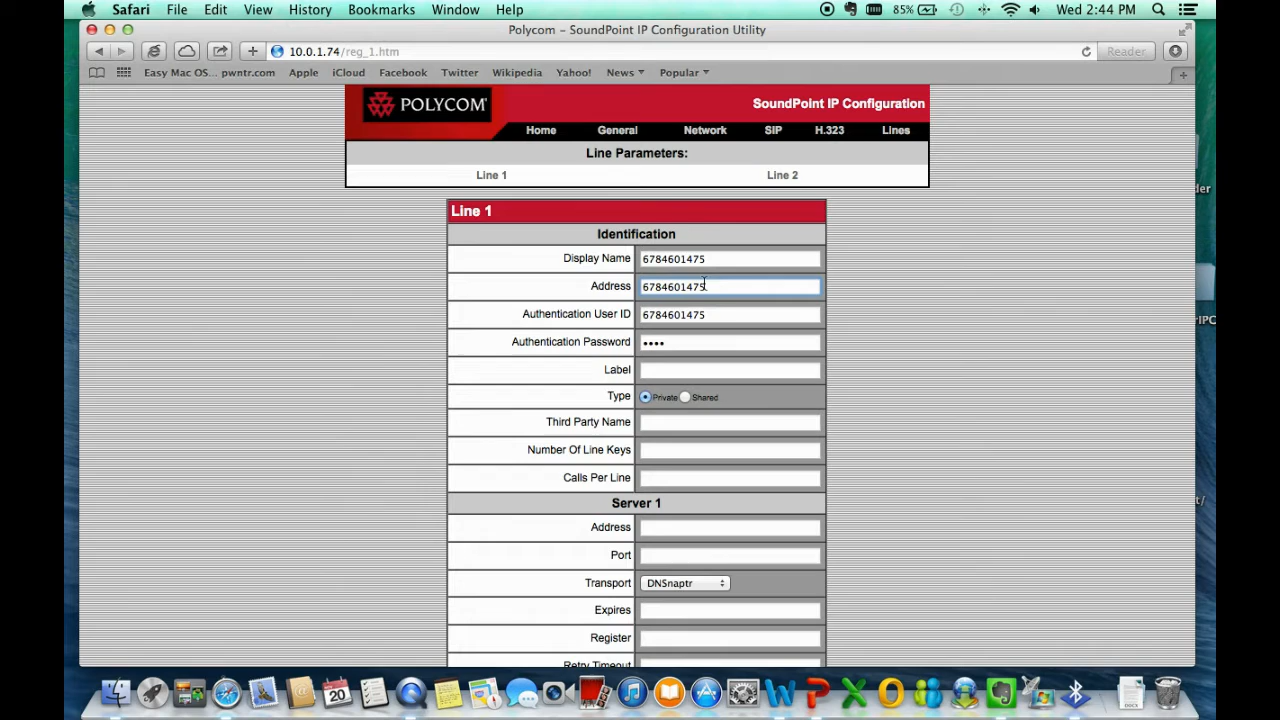 Safari File Edit View History Bookmarks Window Help 85% Wed 2:44 PM
Polycom – SoundPoint IP Configuration Utility
10.0.1.74/reg_1.htm Reader
Easy Mac OS... pwntr.com Apple iCloud Facebook Twitter Wikipedia Yahoo! News Popular
POLYCOM SoundPoint IP Configuration
Home General Network SIP H.323 Lines
Line Parameters:
Line 1 Line 2
Line 1
Identification
Display Name 6784601475
Address 6784601475
Authentication User ID 6784601475
Authentication Password ••••
Label
Type Private Shared
Third Party Name
Number Of Line Keys
Calls Per Line
Server 1
Address
Port
Transport DNSnaptr
Expires
Register
Retry Timeout